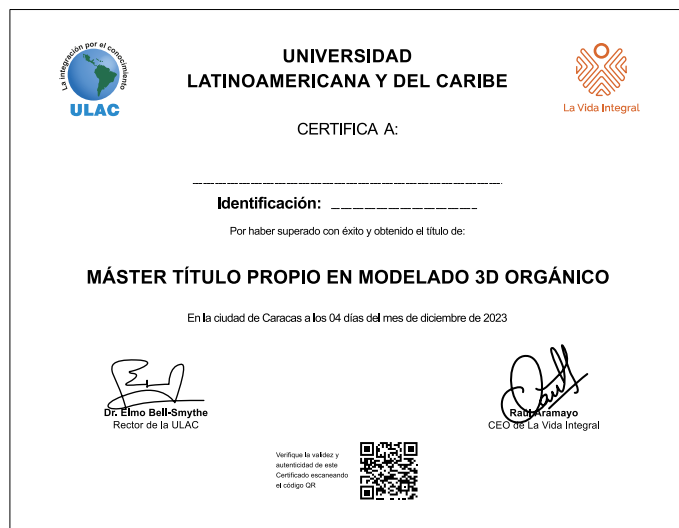 La integración por el conocimiento
ULAC
UNIVERSIDAD
LATINOAMERICANA Y DEL CARIBE
La Vida Integral
CERTIFICA A:
Identificación:
Por haber superado con éxito y obtenido el título de:
MÁSTER TÍTULO PROPIO EN MODELADO 3D ORGÁNICO
En la ciudad de Caracas a los 04 días del mes de diciembre de 2023
Dr. Elmo Bell-Smythe
Rector de la ULAC
Raúl Aramayo
CEO de La Vida Integral
Verifique la validez y
autenticidad de este
Certificado escaneando
el código QR